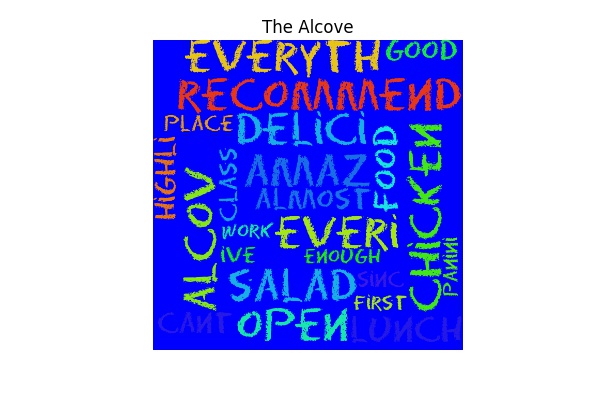 The Alcove
EVERYTH
GOOD
RECOMMEND
PLACE
DELICI
HIGHLI
CLASS
AMAZ
FOOD
CHICKEN
ALCOV
ALMOST
WORK
EVERI
IVE
ENOUGH
PANINI
SALAD
SINC
FIRST
CANT
OPEN
LUNCH